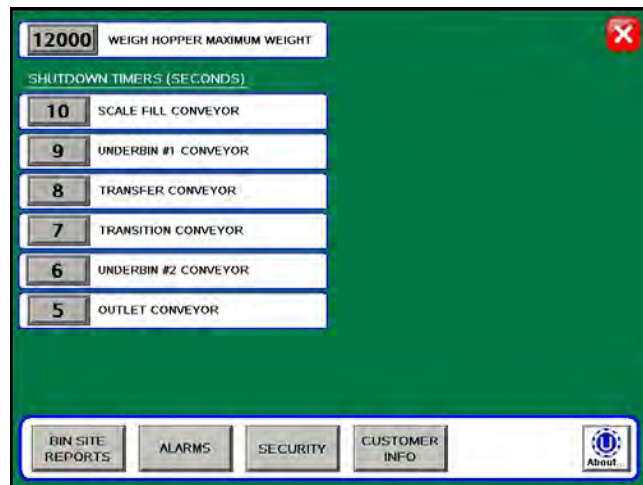 12000 WEIGH HOPPER MAXIMUM WEIGHT
SHUTDOWN TIMERS (SECONDS)
10 SCALE FILL CONVEYOR
9 UNDERBIN #1 CONVEYOR
8 TRANSFER CONVEYOR
7 TRANSITION CONVEYOR
6 UNDERBIN #2 CONVEYOR
5 OUTLET CONVEYOR
BIN SITE
REPORTS
ALARMS
SECURITY
CUSTOMER
INFO
U
About...